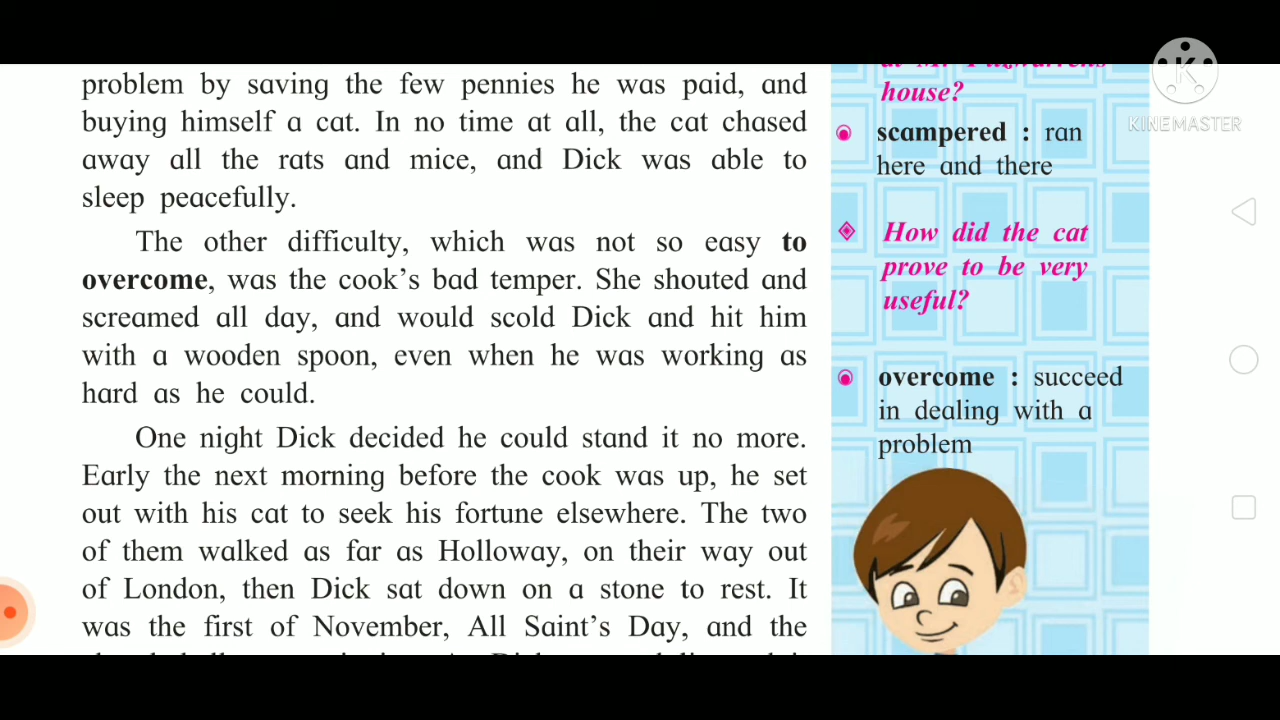 problem by saving the few pennies he was paid, and
buying himself a cat. In no time at all, the cat chased
away all the rats and mice, and Dick was able to
sleep peacefully.
The other difficulty, which was not so easy to
overcome, was the cook's bad temper. She shouted and
screamed all day, and would scold Dick and hit him
with a wooden spoon, even when he was working as
hard as he could.
One night Dick decided he could stand it no more.
Early the next morning before the cook was up, he set
out with his cat to seek his fortune elsewhere. The two
of them walked as far as Holloway, on their way out
of London, then Dick sat down on a stone to rest. It
was the first of November, All Saint's Day, and the
house?
scampered : ran
here and there
How did the cat
prove to be very
useful?
overcome : succeed
in dealing with a
problem
K
KINEMASTER